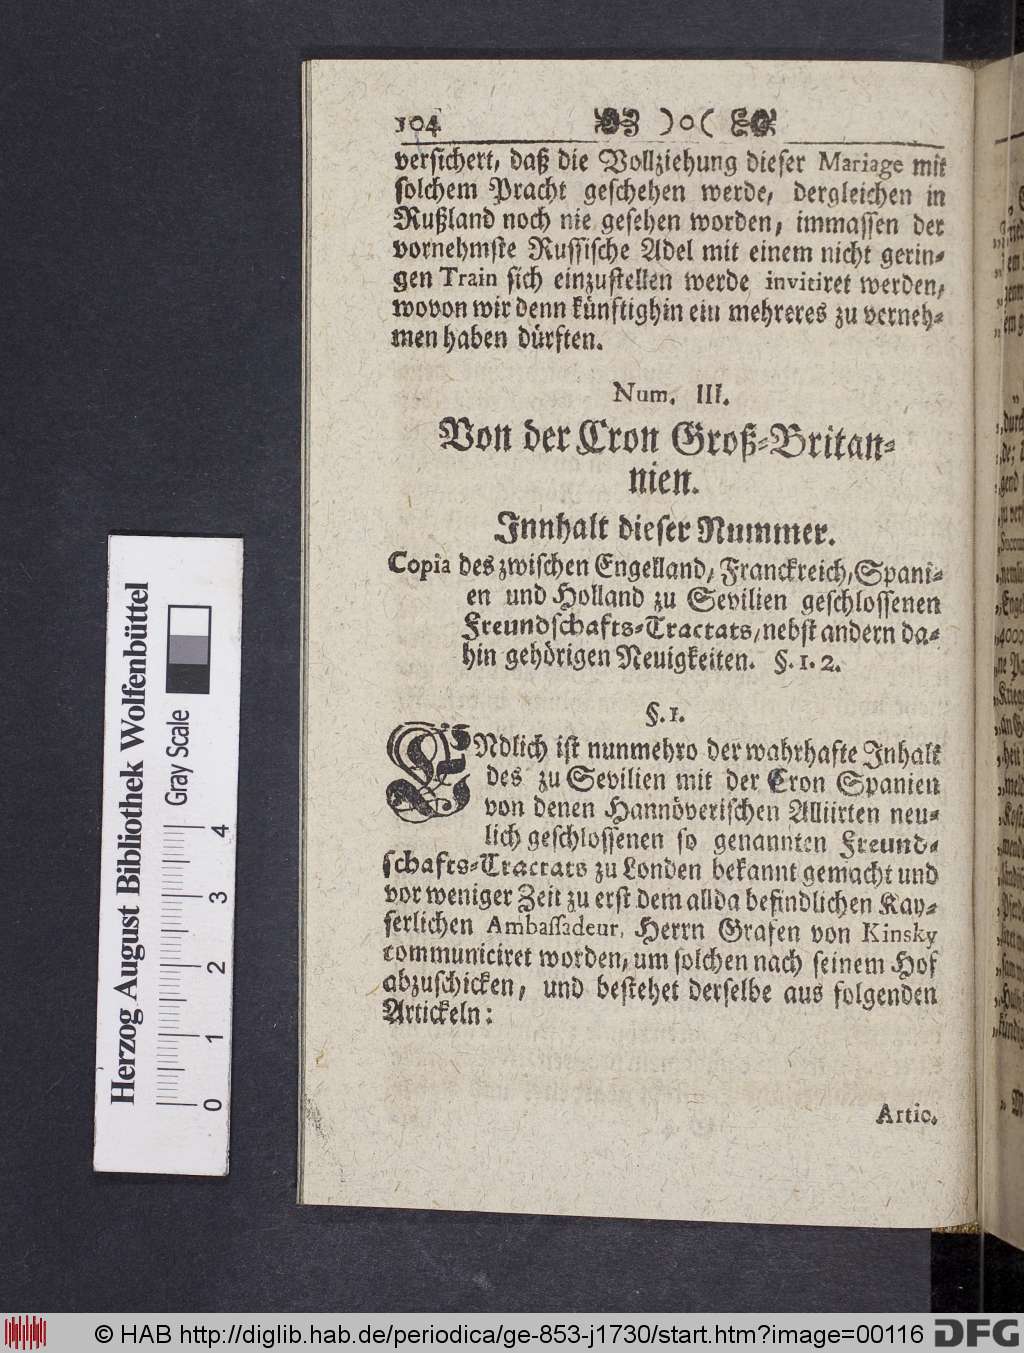 104 )o(
versichert, daß die Vollziehung dieser Mariage mit
solchem Pracht geschehen werde, dergleichen in
Rußland noch nie gesehen worden, immassen der
vornehmste Russische Adel mit einem nicht gerin-
gen Train sich einzustellen werde invitiret werden,
wovon wir denn künftighin ein mehreres zu verneh-
men haben dürften.
Num. III.
Von der Cron Groß-Britan-
nien.
Innhalt dieser Nummer.
Copia des zwischen Engelland, Franckreich, Spani-
en und Holland zu Sevilien geschlossenen
Freundschafts-Tractats, nebst andern da-
hin gehörigen Neuigkeiten. §. 1. 2.
§. 1.
ENdlich ist nunmehro der wahrhafte Inhalt
des zu Sevilien mit der Cron Spanien
von denen Hannöverischen Alliirten neu-
lich geschlossenen so genannten Freund-
schafts-Tractats zu Londen bekannt gemacht und
vor weniger Zeit zu erst dem allda befindlichen Kay-
serlichen Ambassadeur, Herrn Grafen von Kinsky
communiciret worden, um solchen nach seinem Hof
abzuschicken, und bestehet derselbe aus folgenden
Artickeln:
Artic.
Herzog August Bibliothek Wolfenbüttel
Gray Scale
0 1 2 3 4
© HAB http://diglib.hab.de/periodica/ge-853-j1730/start.htm?image=00116
DFG